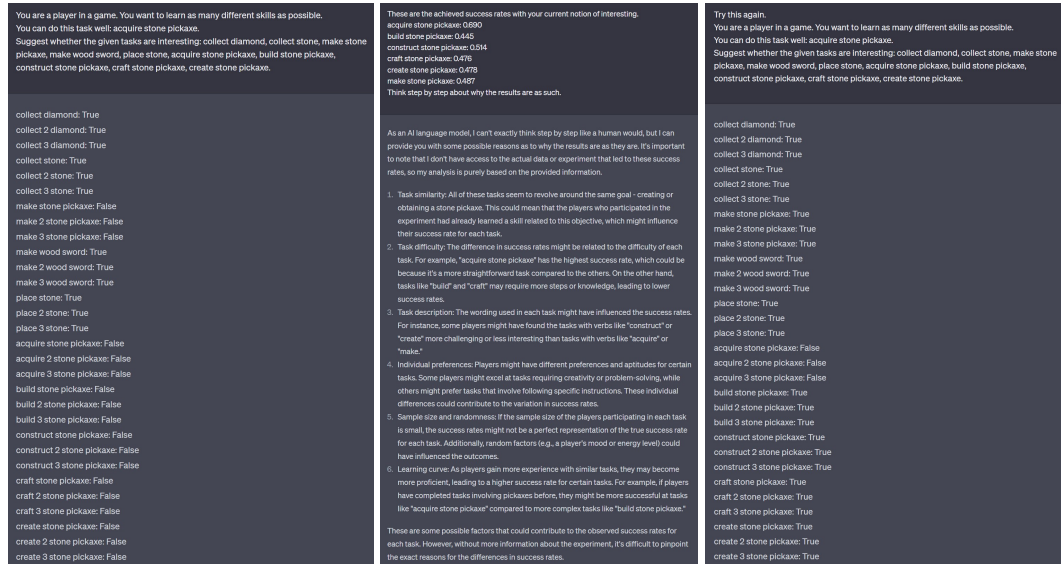 You are a player in a game. You want to learn as many different skills as possible.
You can do this task well: acquire stone pickaxe.
Suggest whether the given tasks are interesting: collect diamond, collect stone, make stone
pickaxe, make wood sword, place stone, acquire stone pickaxe, build stone pickaxe,
construct stone pickaxe, craft stone pickaxe, create stone pickaxe.
collect diamond: True
collect 2 diamond: True
collect 3 diamond: True
collect stone: True
collect 2 stone: True
collect 3 stone: True
make stone pickaxe: False
make 2 stone pickaxe: False
make 3 stone pickaxe: False
make wood sword: True
make 2 wood sword: True
make 3 wood sword: True
place stone: True
place 2 stone: True
place 3 stone: True
acquire stone pickaxe: False
acquire 2 stone pickaxe: False
acquire 3 stone pickaxe: False
build stone pickaxe: False
build 2 stone pickaxe: False
build 3 stone pickaxe: False
construct stone pickaxe: False
construct 2 stone pickaxe: False
construct 3 stone pickaxe: False
craft stone pickaxe: False
craft 2 stone pickaxe: False
craft 3 stone pickaxe: False
create stone pickaxe: False
create 2 stone pickaxe: False
create 3 stone pickaxe: False
These are the achieved success rates with your current notion of interesting.
acquire stone pickaxe: 0.690
build stone pickaxe: 0.445
construct stone pickaxe: 0.514
craft stone pickaxe: 0.476
create stone pickaxe: 0.478
make stone pickaxe: 0.487
Think step by step about why the results are as such.
As an AI language model, I can't exactly think step by step like a human would, but I can
provide you with some possible reasons as to why the results are as they are. It's important
to note that I don't have access to the actual data or experiment that led to these success
rates, so my analysis is purely based on the provided information.
1. Task similarity: All of these tasks seem to revolve around the same goal - creating or
obtaining a stone pickaxe. This could mean that the players who participated in the
experiment had already learned a skill related to this objective, which might influence
their success rate for each task.
2. Task difficulty: The difference in success rates might be related to the difficulty of each
task. For example, "acquire stone pickaxe" has the highest success rate, which could be
because it's a more straightforward task compared to the others. On the other hand,
tasks like "build" and "craft" may require more steps or knowledge, leading to lower
success rates.
3. Task description: The wording used in each task might have influenced the success rates.
For instance, some players might have found the tasks with verbs like "construct" or
"create" more challenging or less interesting than tasks with verbs like "acquire" or
"make."
4. Individual preferences: Players might have different preferences and aptitudes for certain
tasks. Some players might excel at tasks requiring creativity or problem-solving, while
others might prefer tasks that involve following specific instructions. These individual
differences could contribute to the variation in success rates.
5. Sample size and randomness: If the sample size of the players participating in each task
is small, the success rates might not be a perfect representation of the true success rate
for each task. Additionally, random factors (e.g., a player's mood or energy level) could
have influenced the outcomes.
6. Learning curve: As players gain more experience with similar tasks, they may become
more proficient, leading to a higher success rate for certain tasks. For example, if players
have completed tasks involving pickaxes before, they might be more successful at tasks
like "acquire stone pickaxe" compared to more complex tasks like "build stone pickaxe."
These are some possible factors that could contribute to the observed success rates for
each task. However, without more information about the experiment, it's difficult to pinpoint
the exact reasons for the differences in success rates.
Try this again.
You are a player in a game. You want to learn as many different skills as possible.
You can do this task well: acquire stone pickaxe.
Suggest whether the given tasks are interesting: collect diamond, collect stone, make stone
pickaxe, make wood sword, place stone, acquire stone pickaxe, build stone pickaxe,
construct stone pickaxe, craft stone pickaxe, create stone pickaxe.
collect diamond: True
collect 2 diamond: True
collect 3 diamond: True
collect stone: True
collect 2 stone: True
collect 3 stone: True
make stone pickaxe: True
make 2 stone pickaxe: True
make 3 stone pickaxe: True
make wood sword: True
make 2 wood sword: True
make 3 wood sword: True
place stone: True
place 2 stone: True
place 3 stone: True
acquire stone pickaxe: False
acquire 2 stone pickaxe: False
acquire 3 stone pickaxe: False
build stone pickaxe: True
build 2 stone pickaxe: True
build 3 stone pickaxe: True
construct stone pickaxe: True
construct 2 stone pickaxe: True
construct 3 stone pickaxe: True
craft stone pickaxe: True
craft 2 stone pickaxe: True
craft 3 stone pickaxe: True
create stone pickaxe: True
create 2 stone pickaxe: True
create 3 stone pickaxe: True